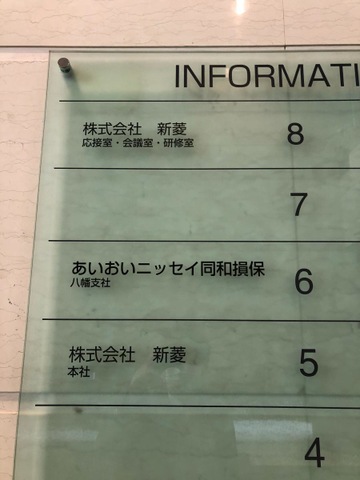 INFORMATI
株式会社　新菱 8
応接室・会議室・研修室
7
あいおいニッセイ同和損保 6
八幡支社
株式会社　新菱 5
本社
4